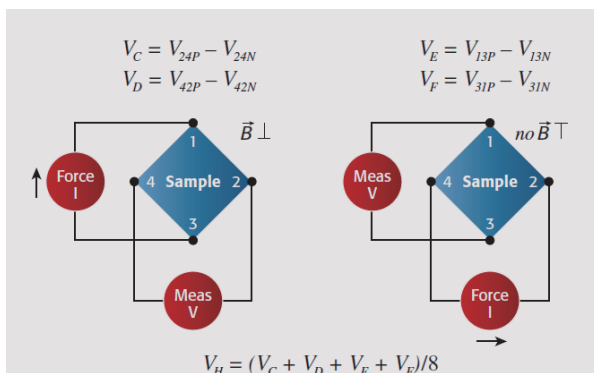 V_C = V_24P − V_24N
V_D = V_42P − V_42N
V_E = V_13P − V_13N
V_F = V_31P − V_31N
B⃗ ⊥
1
Force
I
4 Sample 2
3
Meas
V
no B⃗ ⊤
1
Meas
V
4 Sample 2
3
Force
I
V_H = (V_C + V_D + V_E + V_F)/8